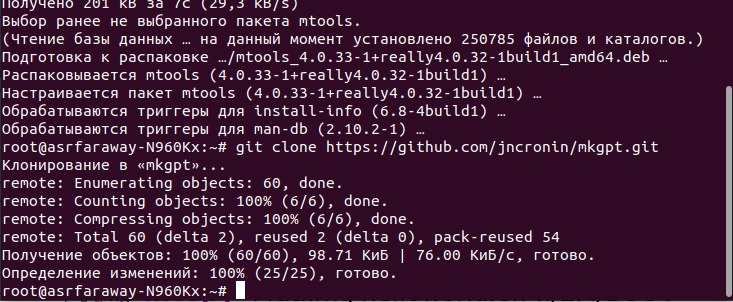 Получено 201 kB за 7с (29,3 kB/s)
Выбор ранее не выбранного пакета mtools.
(Чтение базы данных … на данный момент установлено 250785 файлов и каталогов.)
Подготовка к распаковке …/mtools_4.0.33-1+really4.0.32-1build1_amd64.deb …
Распаковывается mtools (4.0.33-1+really4.0.32-1build1) …
Настраивается пакет mtools (4.0.33-1+really4.0.32-1build1) …
Обрабатываются триггеры для install-info (6.8-4build1) …
Обрабатываются триггеры для man-db (2.10.2-1) …
root@asrfaraway-N960Kx:~# git clone https://github.com/jncronin/mkgpt.git
Клонирование в «mkgpt»...
remote: Enumerating objects: 60, done.
remote: Counting objects: 100% (6/6), done.
remote: Compressing objects: 100% (6/6), done.
remote: Total 60 (delta 2), reused 2 (delta 0), pack-reused 54
Получение объектов: 100% (60/60), 98.71 КиБ | 76.00 КиБ/с, готово.
Определение изменений: 100% (25/25), готово.
root@asrfaraway-N960Kx:~#